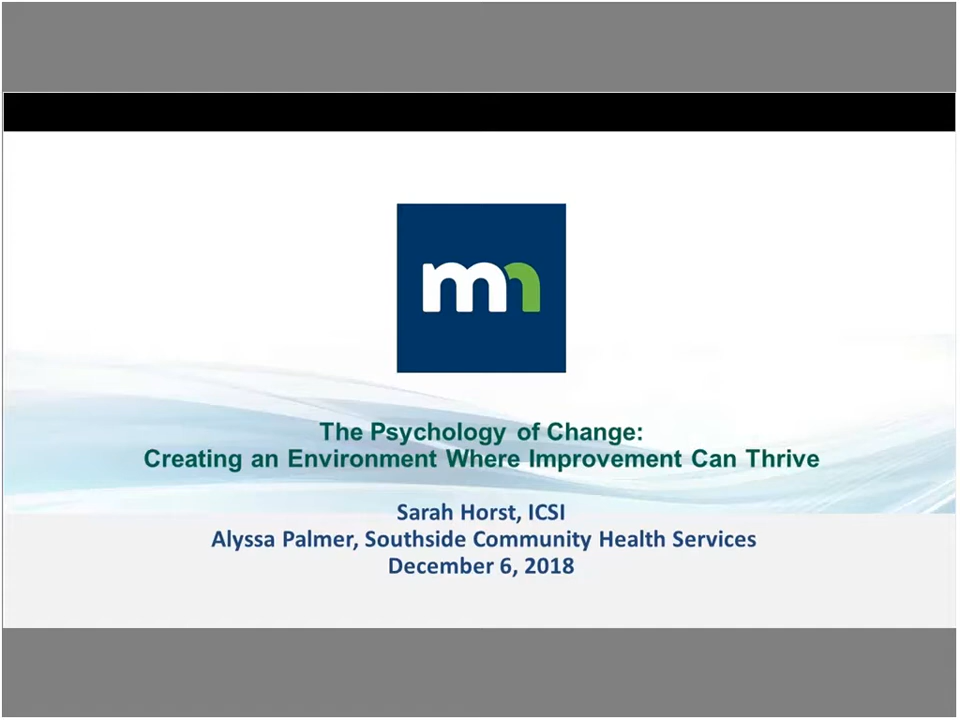 mn
The Psychology of Change:
Creating an Environment Where Improvement Can Thrive
Sarah Horst, ICSI
Alyssa Palmer, Southside Community Health Services
December 6, 2018